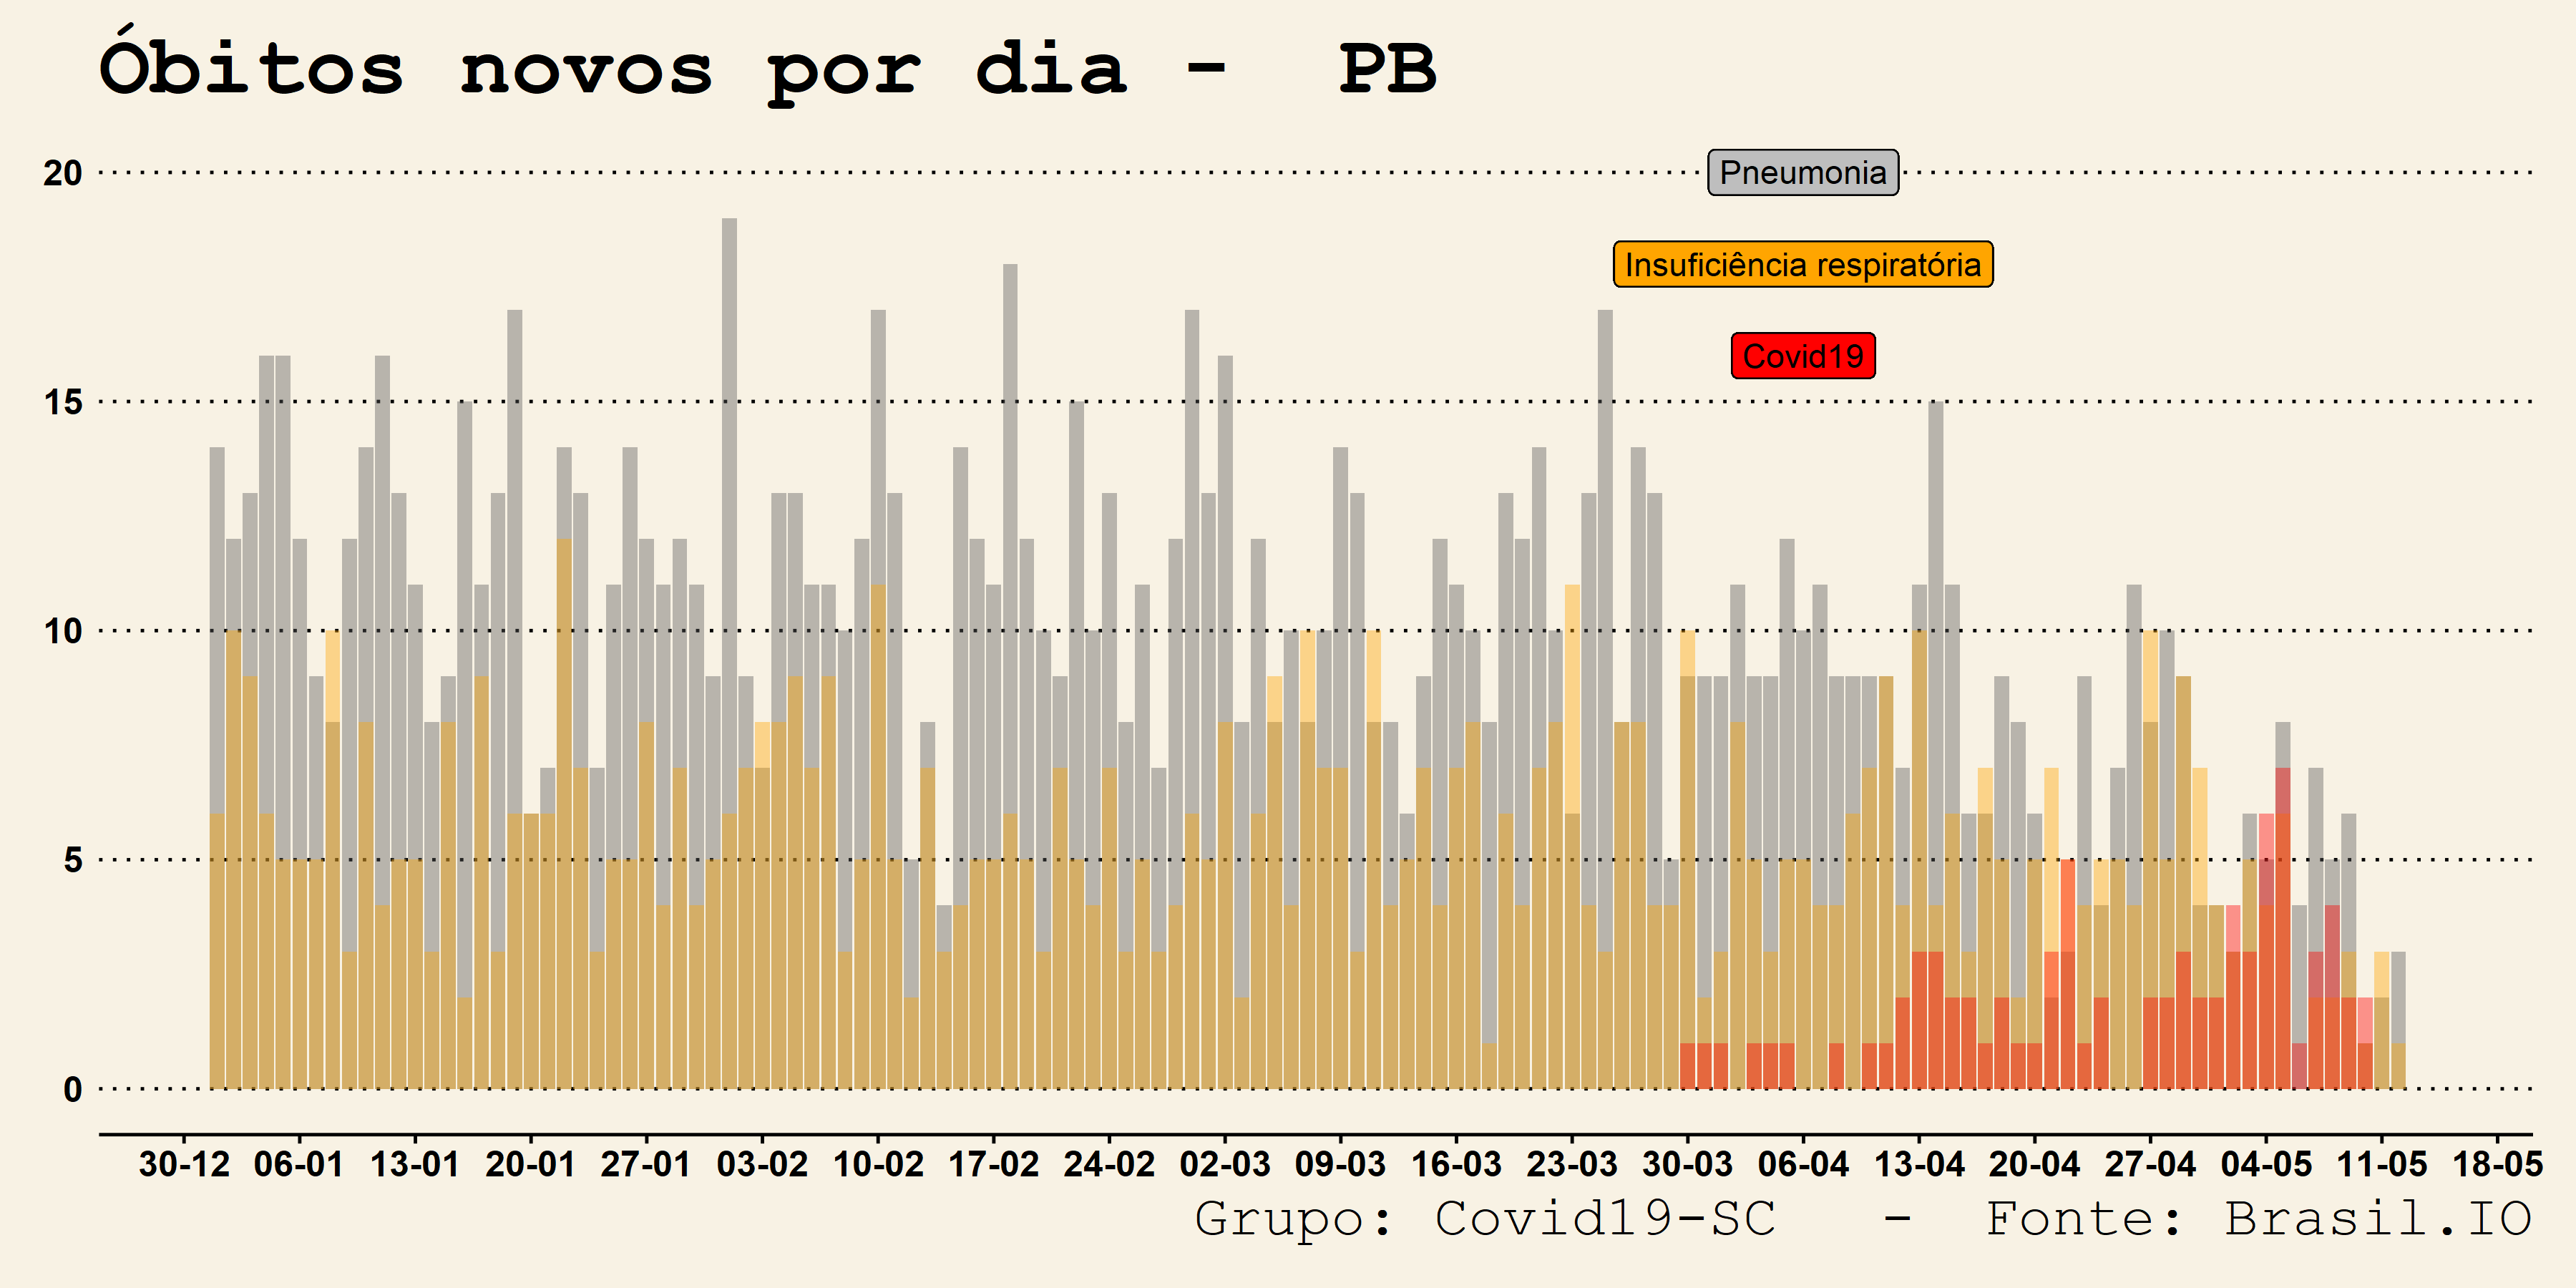 Óbitos novos por dia -  PB
20
Pneumonia
Insuficiência respiratória
Covid19
15
10
5
0
30-12 06-01 13-01 20-01 27-01 03-02 10-02 17-02 24-02 02-03 09-03 16-03 23-03 30-03 06-04 13-04 20-04 27-04 04-05 11-05 18-05
Grupo: Covid19-SC  -  Fonte: Brasil.IO